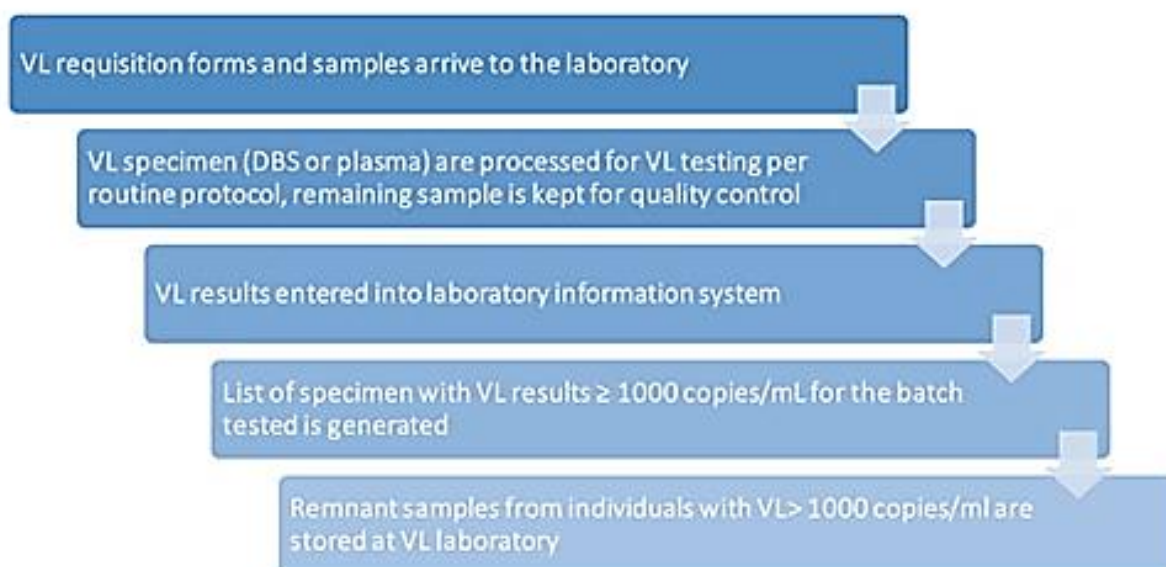 VL requisition forms and samples arrive to the laboratory
VL specimen (DBS or plasma) are processed for VL testing per
routine protocol, remaining sample is kept for quality control
VL results entered into laboratory information system
List of specimen with VL results ≥ 1000 copies/mL for the batch
tested is generated
Remnant samples from individuals with VL> 1000 copies/ml are
stored at VL laboratory